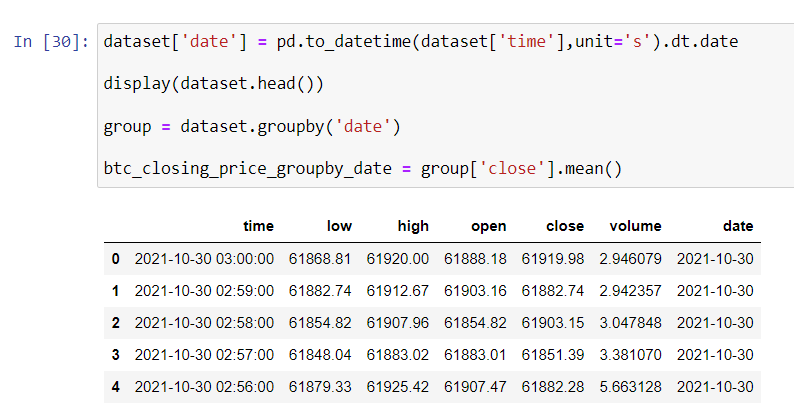 In [30]: dataset['date'] = pd.to_datetime(dataset['time'],unit='s').dt.date
display(dataset.head())
group = dataset.groupby('date')
btc_closing_price_groupby_date = group['close'].mean()
time low high open close volume date
0 2021-10-30 03:00:00 61868.81 61920.00 61888.18 61919.98 2.946079 2021-10-30
1 2021-10-30 02:59:00 61882.74 61912.67 61903.16 61882.74 2.942357 2021-10-30
2 2021-10-30 02:58:00 61854.82 61907.96 61854.82 61903.15 3.047848 2021-10-30
3 2021-10-30 02:57:00 61848.04 61883.02 61883.01 61851.39 3.381070 2021-10-30
4 2021-10-30 02:56:00 61879.33 61925.42 61907.47 61882.28 5.663128 2021-10-30